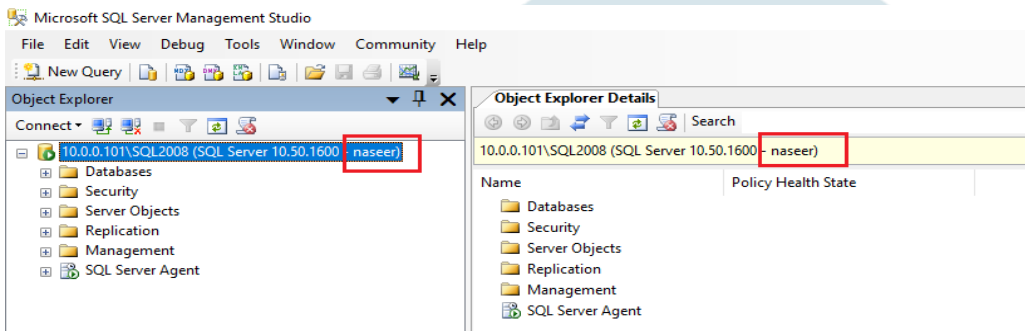 Microsoft SQL Server Management Studio
File Edit View Debug Tools Window Community Help
New Query
Object Explorer
Connect
10.0.0.101\SQL2008 (SQL Server 10.50.1600 - naseer)
Databases
Security
Server Objects
Replication
Management
SQL Server Agent
Object Explorer Details
Search
10.0.0.101\SQL2008 (SQL Server 10.50.1600 - naseer)
Name Policy Health State
Databases
Security
Server Objects
Replication
Management
SQL Server Agent